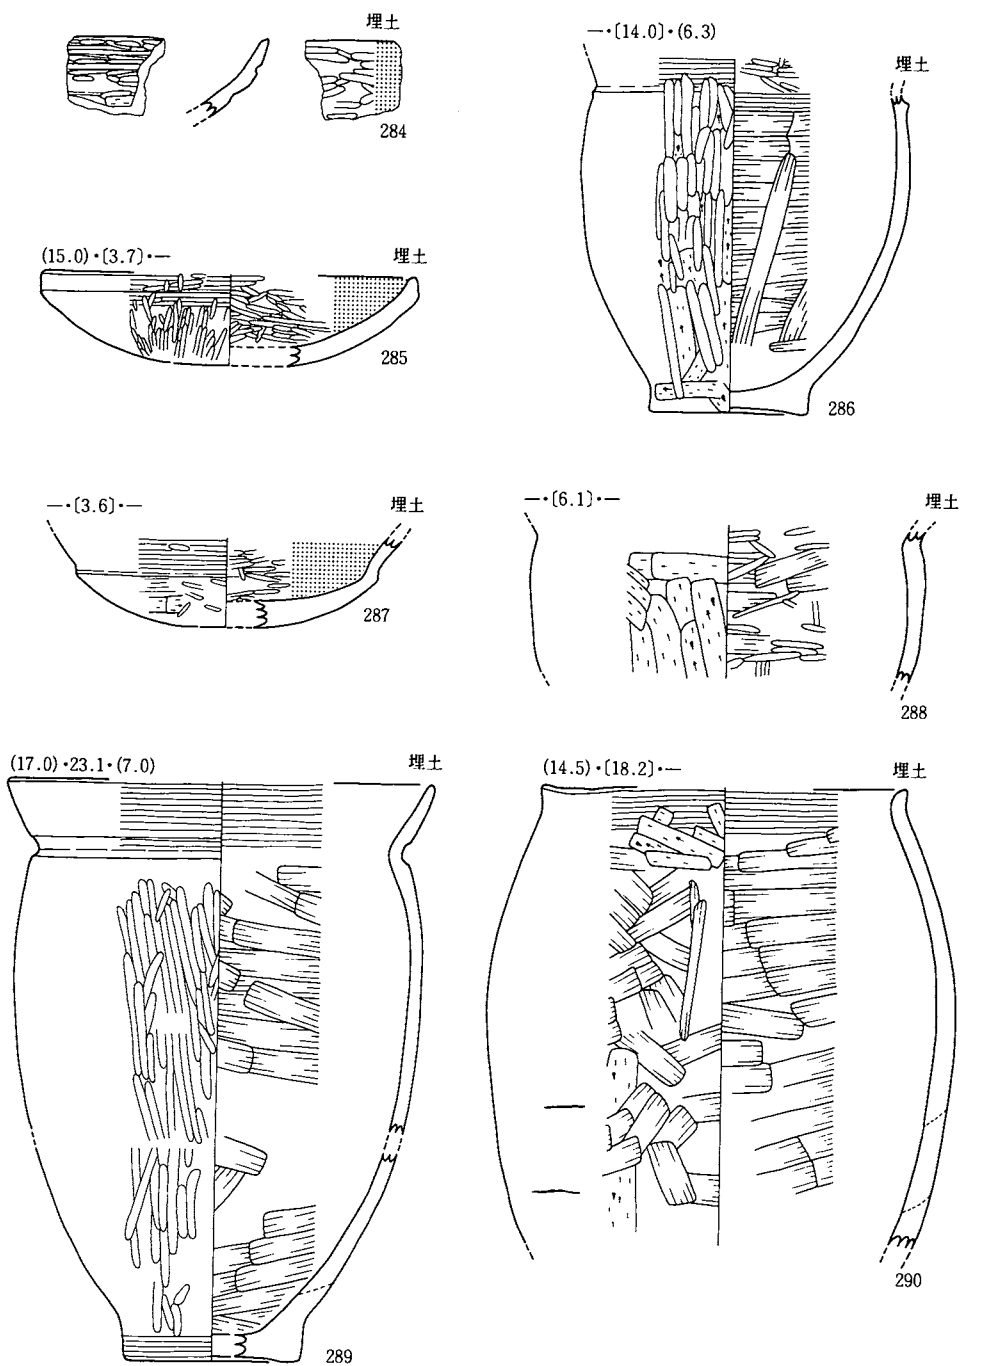 埋土
284
(15.0)・〔3.7〕・―
埋土
285
―・〔14.0〕・(6.3)
埋土
286
―・〔3.6〕・―
埋土
287
―・〔6.1〕・―
埋土
288
(17.0)・23.1・(7.0)
埋土
289
(14.5)・〔18.2〕・―
埋土
290